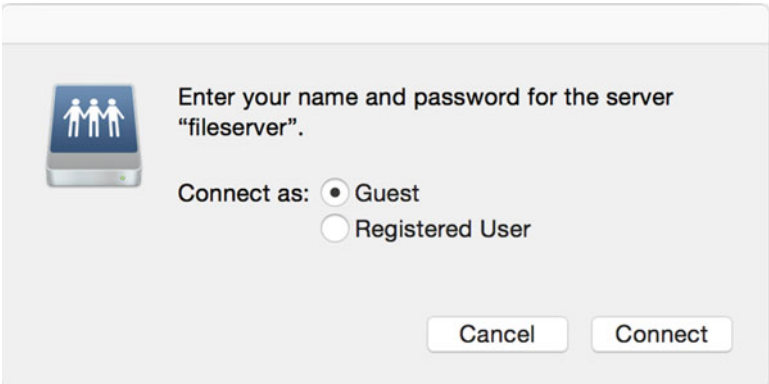 Enter your name and password for the server
“fileserver”.
Connect as: Guest
Registered User
Cancel Connect